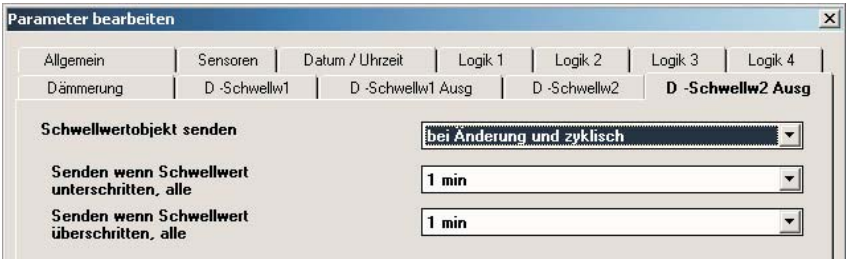 Parameter bearbeiten
Allgemein Sensoren Datum / Uhrzeit Logik 1 Logik 2 Logik 3 Logik 4
Dämmerung D -Schwellw1 D -Schwellw1 Ausg D -Schwellw2 D -Schwellw2 Ausg
Schwellwertobjekt senden bei Änderung und zyklisch
Senden wenn Schwellwert
unterschritten, alle 1 min
Senden wenn Schwellwert
überschritten, alle 1 min